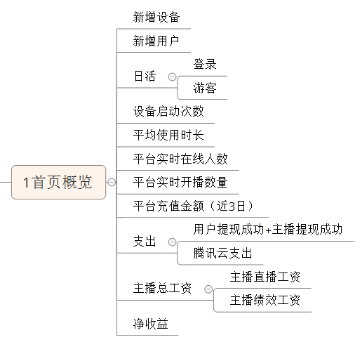 新增设备
新增用户
日活
登录
游客
设备启动次数
平均使用时长
平台实时在线人数
1首页概览
平台实时开播数量
平台充值金额（近3日）
支出
用户提现成功+主播提现成功
腾讯云支出
主播总工资
主播直播工资
主播绩效工资
净收益